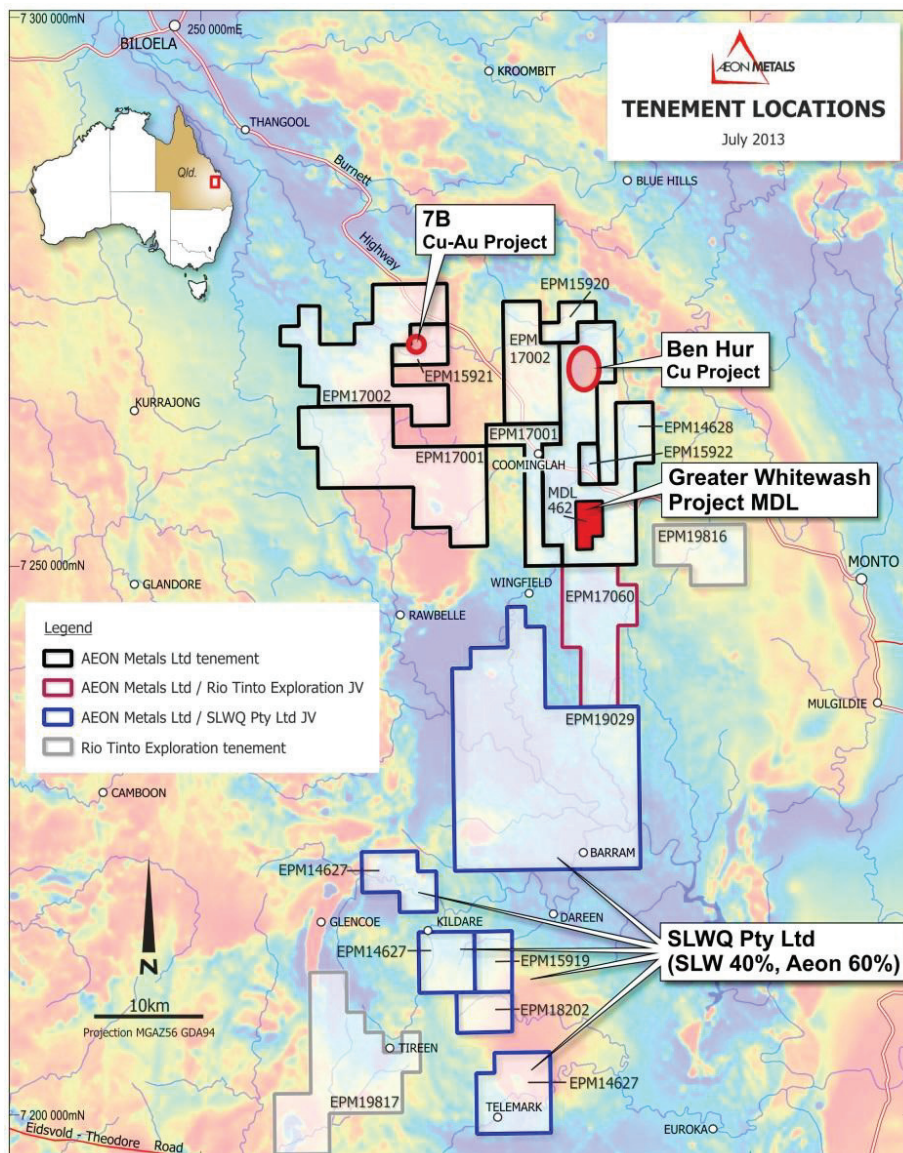 7 300 000mN
250 000mE
BILOELA
KROOMBIT
AEON METALS
TENEMENT LOCATIONS
July 2013
THANGOOL
Qld.
Burnett
Highway
BLUE HILLS
7B
Cu-Au Project
EPM15920
EPM
17002
Ben Hur
Cu Project
EPM15921
EPM17002
KURRAJONG
EPM14628
EPM17001
EPM17001
EPM15922
COOMINGLAH
Greater Whitewash
Project MDL
MDL
462
EPM19816
7 250 000mN
MONTO
GLANDORE
WINGFIELD
EPM17060
RAWBELLE
Legend
AEON Metals Ltd tenement
AEON Metals Ltd / Rio Tinto Exploration JV
AEON Metals Ltd / SLWQ Pty Ltd JV
Rio Tinto Exploration tenement
MULGILDIE
EPM19029
CAMBOON
BARRAM
EPM14627
GLENCOE
KILDARE
DAREEN
SLWQ Pty Ltd
(SLW 40%, Aeon 60%)
EPM14627
EPM15919
N
10km
Projection MGAZ56 GDA94
EPM18202
TIREEN
EPM14627
EPM19817
TELEMARK
7 200 000mN
EUROKA
Eidsvold - Theodore Road